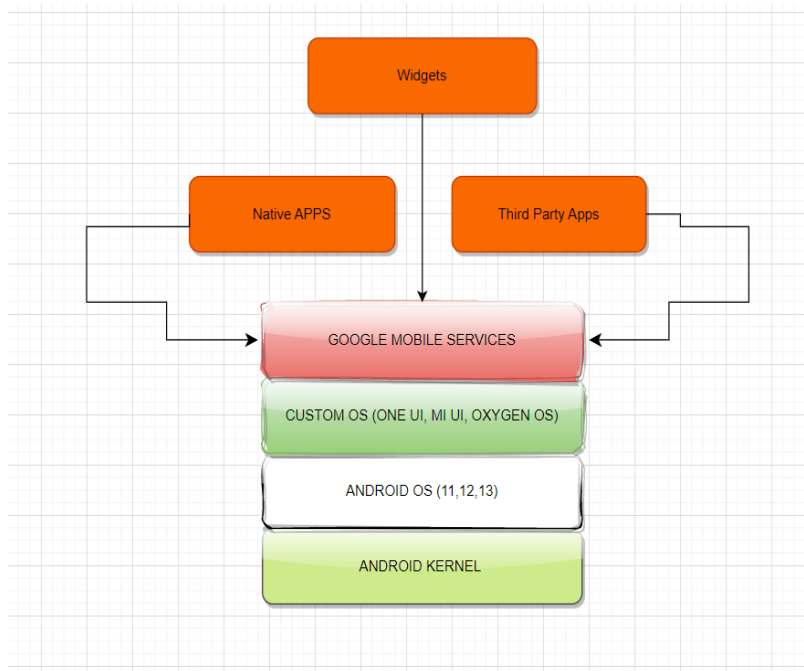 Widgets
Native APPS
Third Party Apps
GOOGLE MOBILE SERVICES
CUSTOM OS (ONE UI, MI UI, OXYGEN OS)
ANDROID OS (11,12,13)
ANDROID KERNEL